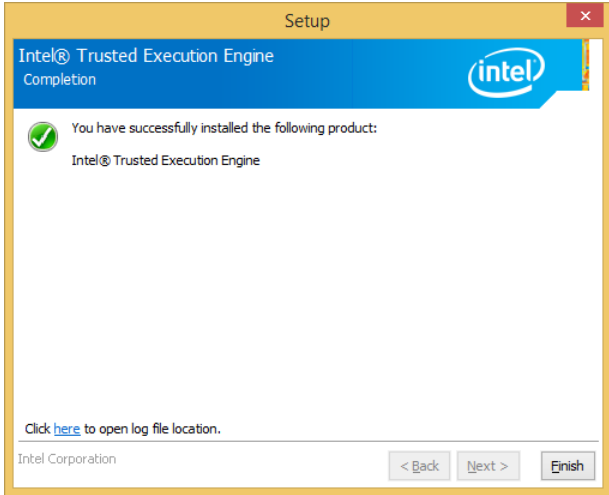 Setup
Intel® Trusted Execution Engine
Completion
intel
You have successfully installed the following product:
Intel® Trusted Execution Engine
Click here to open log file location.
Intel Corporation
< Back Next > Finish